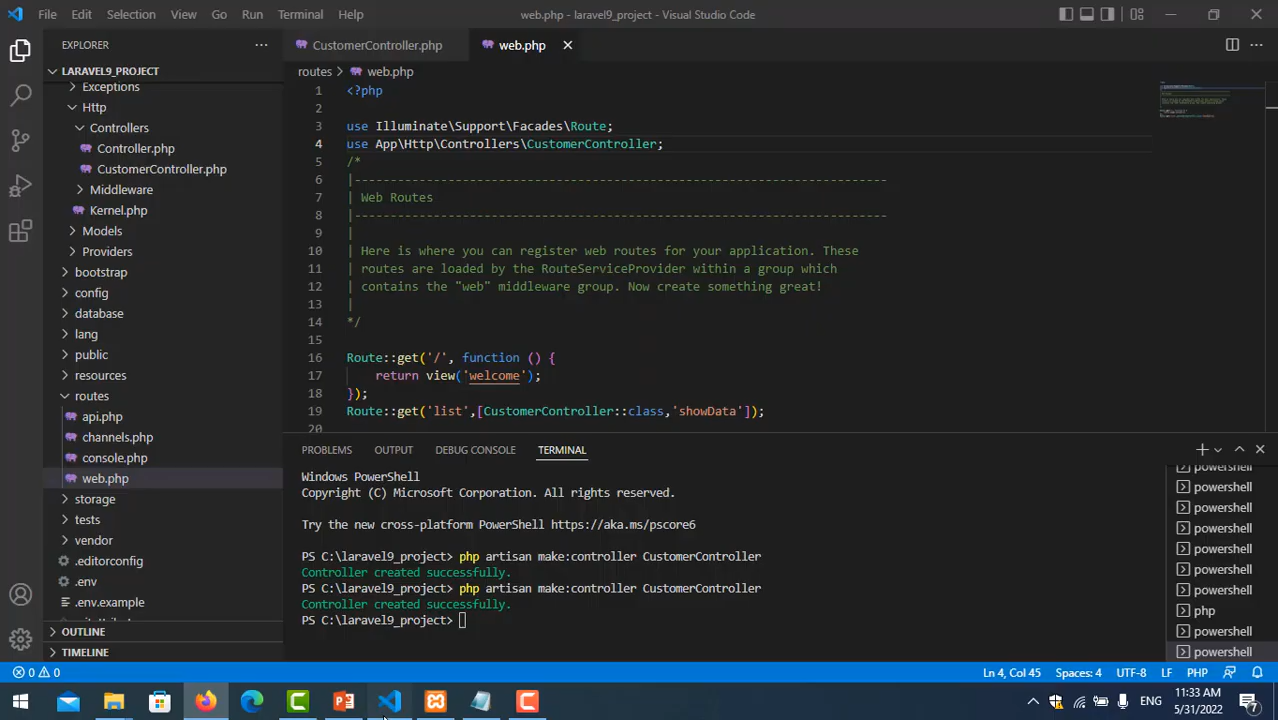 File Edit Selection View Go Run Terminal Help
web.php - laravel9_project - Visual Studio Code
EXPLORER
LARAVEL9_PROJECT
Exceptions
Http
Controllers
Controller.php
CustomerController.php
Middleware
Kernel.php
Models
Providers
bootstrap
config
database
lang
public
resources
routes
api.php
channels.php
console.php
web.php
storage
tests
vendor
.editorconfig
.env
.env.example
OUTLINE
TIMELINE
CustomerController.php
web.php
routes > web.php
1 <?php
2
3 use Illuminate\Support\Facades\Route;
4 use App\Http\Controllers\CustomerController;
5 /*
6 |--------------------------------------------------------------------------
7 | Web Routes
8 |--------------------------------------------------------------------------
9 |
10 | Here is where you can register web routes for your application. These
11 | routes are loaded by the RouteServiceProvider within a group which
12 | contains the "web" middleware group. Now create something great!
13 |
14 */
15
16 Route::get('/', function () {
17 return view('welcome');
18 });
19 Route::get('list',[CustomerController::class,'showData']);
20
PROBLEMS OUTPUT DEBUG CONSOLE TERMINAL
Windows PowerShell
Copyright (C) Microsoft Corporation. All rights reserved.
Try the new cross-platform PowerShell https://aka.ms/pscore6
PS C:\laravel9_project> php artisan make:controller CustomerController
Controller created successfully.
PS C:\laravel9_project> php artisan make:controller CustomerController
Controller created successfully.
PS C:\laravel9_project>
powershell
powershell
powershell
powershell
powershell
powershell
powershell
php
powershell
powershell
0 0
Ln 4, Col 45
Spaces: 4
UTF-8
LF
PHP
ENG
11:33 AM
5/31/2022
7